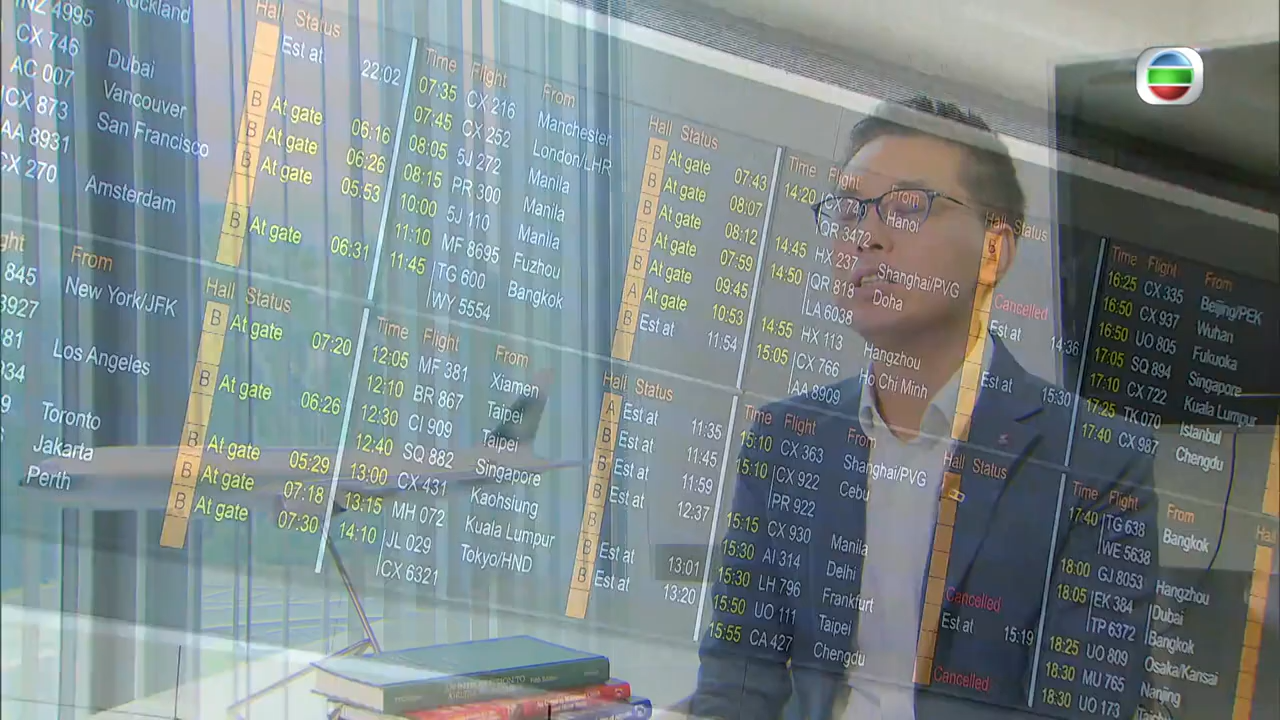 NZ 4995
Auckland
CX 746
AC 007
Dubai
CX 873
Vancouver
AA 8931
San Francisco
CX 270
Amsterdam
Hall Status
Est at 22:02
B At gate 06:16
B At gate 06:26
B At gate 05:53
B At gate 06:31
Time Flight From
07:35 CX 216 Manchester
07:45 CX 252 London/LHR
08:05 5J 272 Manila
08:15 PR 300 Manila
10:00 5J 110 Manila
11:10 MF 8695 Fuzhou
11:45 TG 600 Bangkok
WY 5554
Hall Status
B At gate 07:43
B At gate 08:07
B At gate 08:12
B At gate 07:59
B At gate 09:45
A At gate 10:53
B Est at 11:54
Time Flight From
14:20 Hanoi
QR 3472
14:45 HX 237 Shanghai/PVG
14:50 QR 818 Doha
LA 6038
14:55 HX 113 Hangzhou
15:05 CX 766 Ho Chi Minh
AA 8909
Hall Status
B
Cancelled
Est at 14:36
Est at 15:30
Time Flight From
16:25 CX 335 Beijing/PEK
16:50 CX 937 Wuhan
16:50 UO 805 Fukuoka
17:05 SQ 894 Singapore
17:10 CX 722 Kuala Lumpur
17:25 TK 070 Istanbul
17:40 CX 987 Chengdu
From
845 New York/JFK
3927
81 Los Angeles
934
9 Toronto
Jakarta
Perth
Hall Status
B At gate 07:20
B At gate 06:26
B At gate 05:29
B At gate 07:18
B At gate 07:30
Time Flight From
12:05 MF 381 Xiamen
12:10 BR 867 Taipei
12:30 CI 909 Taipei
12:40 SQ 882 Singapore
13:00 CX 431 Kaohsiung
13:15 MH 072 Kuala Lumpur
14:10 JL 029 Tokyo/HND
CX 6321
Hall Status
A Est at 11:35
B Est at 11:45
B Est at 11:59
B Est at 12:37
B Est at 13:01
B Est at 13:20
Time Flight From
15:10 CX 363 Shanghai/PVG
15:10 CX 922 Cebu
PR 922
15:15 CX 930 Manila
15:30 AI 314 Delhi
15:30 LH 796 Frankfurt
15:50 UO 111 Taipei
15:55 CA 427 Chengdu
Hall Status
Cancelled
Est at 15:19
Cancelled
Time Flight From
17:40 TG 638 Bangkok
WE 5638
18:00 GJ 8053 Hangzhou
18:05 EK 384 Dubai
TP 6372 Bangkok
18:25 UO 809 Osaka/Kansai
18:30 MU 765 Nanjing
18:30 UO 173
Hall